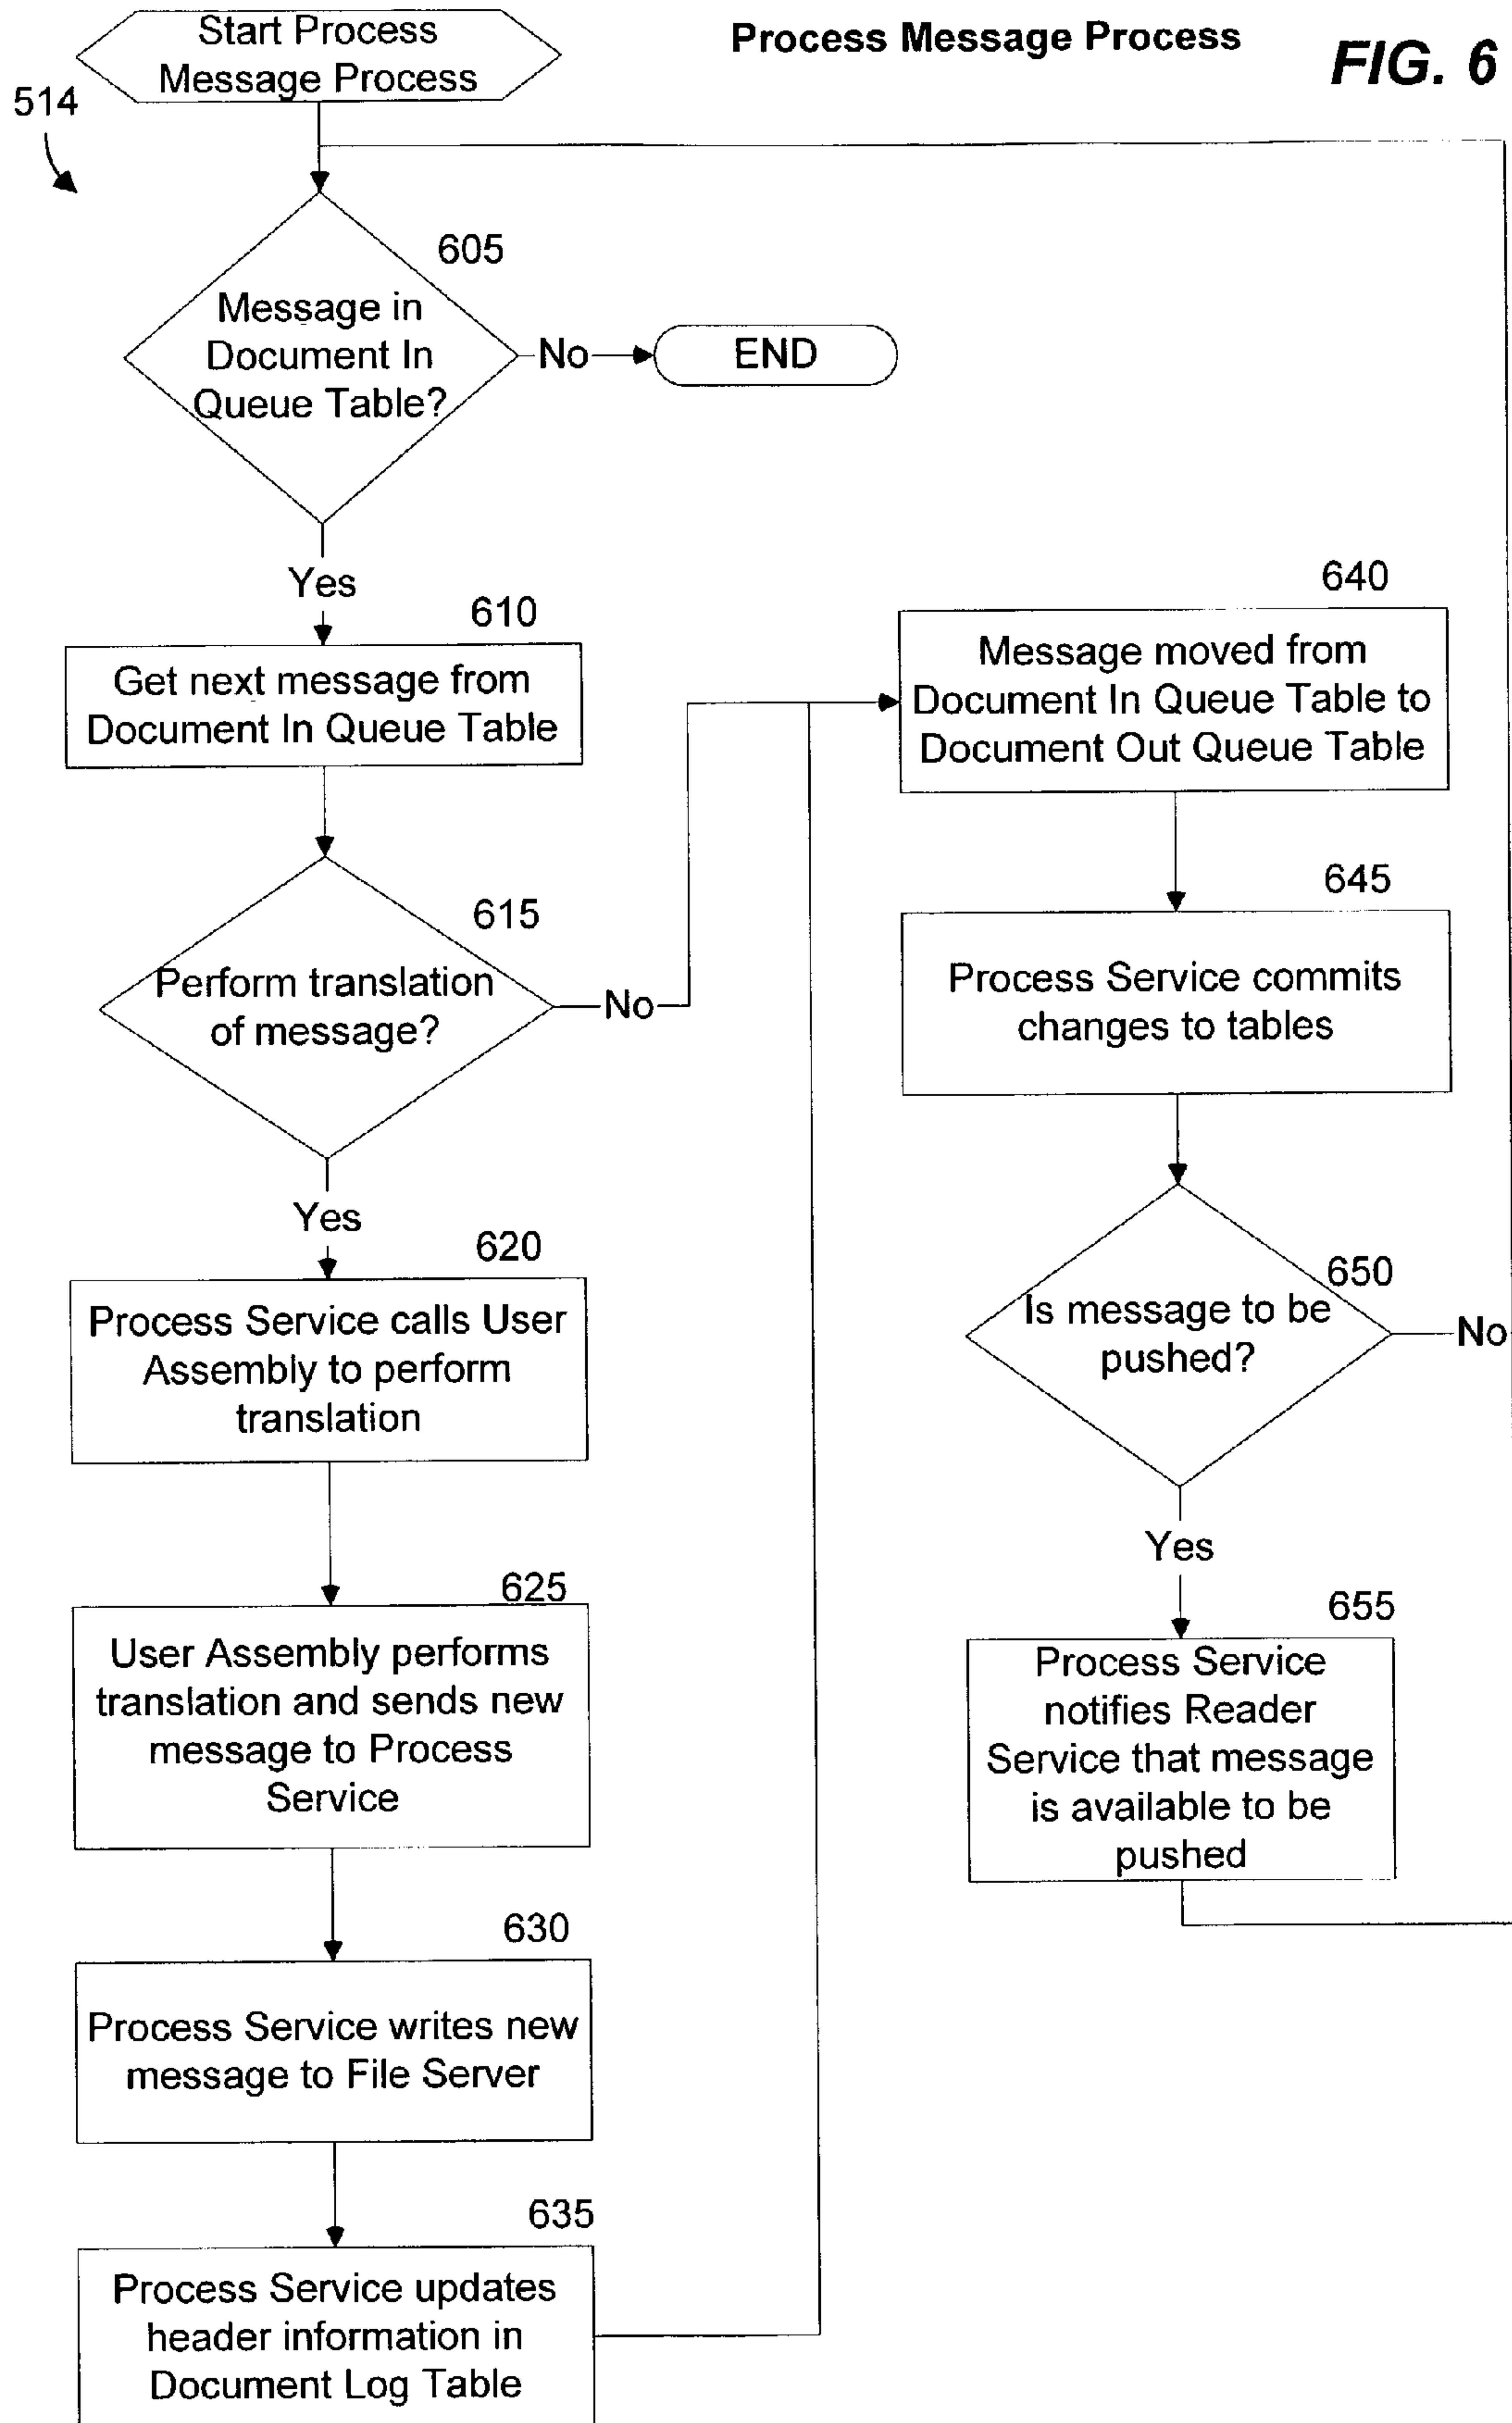 Process Message Process
FIG. 6
Start Process
Message Process
514
605
Message in
Document In
Queue Table?
No
END
Yes
610
Get next message from
Document In Queue Table
615
Perform translation
of message?
No
Yes
620
Process Service calls User
Assembly to perform
translation
625
User Assembly performs
translation and sends new
message to Process
Service
630
Process Service writes new
message to File Server
635
Process Service updates
header information in
Document Log Table
640
Message moved from
Document In Queue Table to
Document Out Queue Table
645
Process Service commits
changes to tables
650
Is message to be
pushed?
No
Yes
655
Process Service
notifies Reader
Service that message
is available to be
pushed